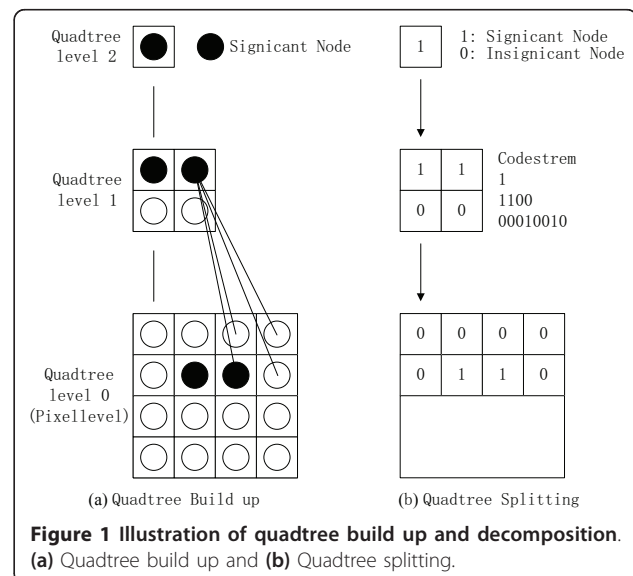 Quadtree
level 2
Signicant Node
1
1: Signicant Node
0: Insignicant Node
Quadtree
level 1
1 1
0 0
Codestrem
1
1100
00010010
Quadtree
level 0
(Pixellevel)
0 0 0 0
0 1 1 0
(a) Quadtree Build up
(b) Quadtree Splitting
Figure 1 Illustration of quadtree build up and decomposition.
(a) Quadtree build up and (b) Quadtree splitting.